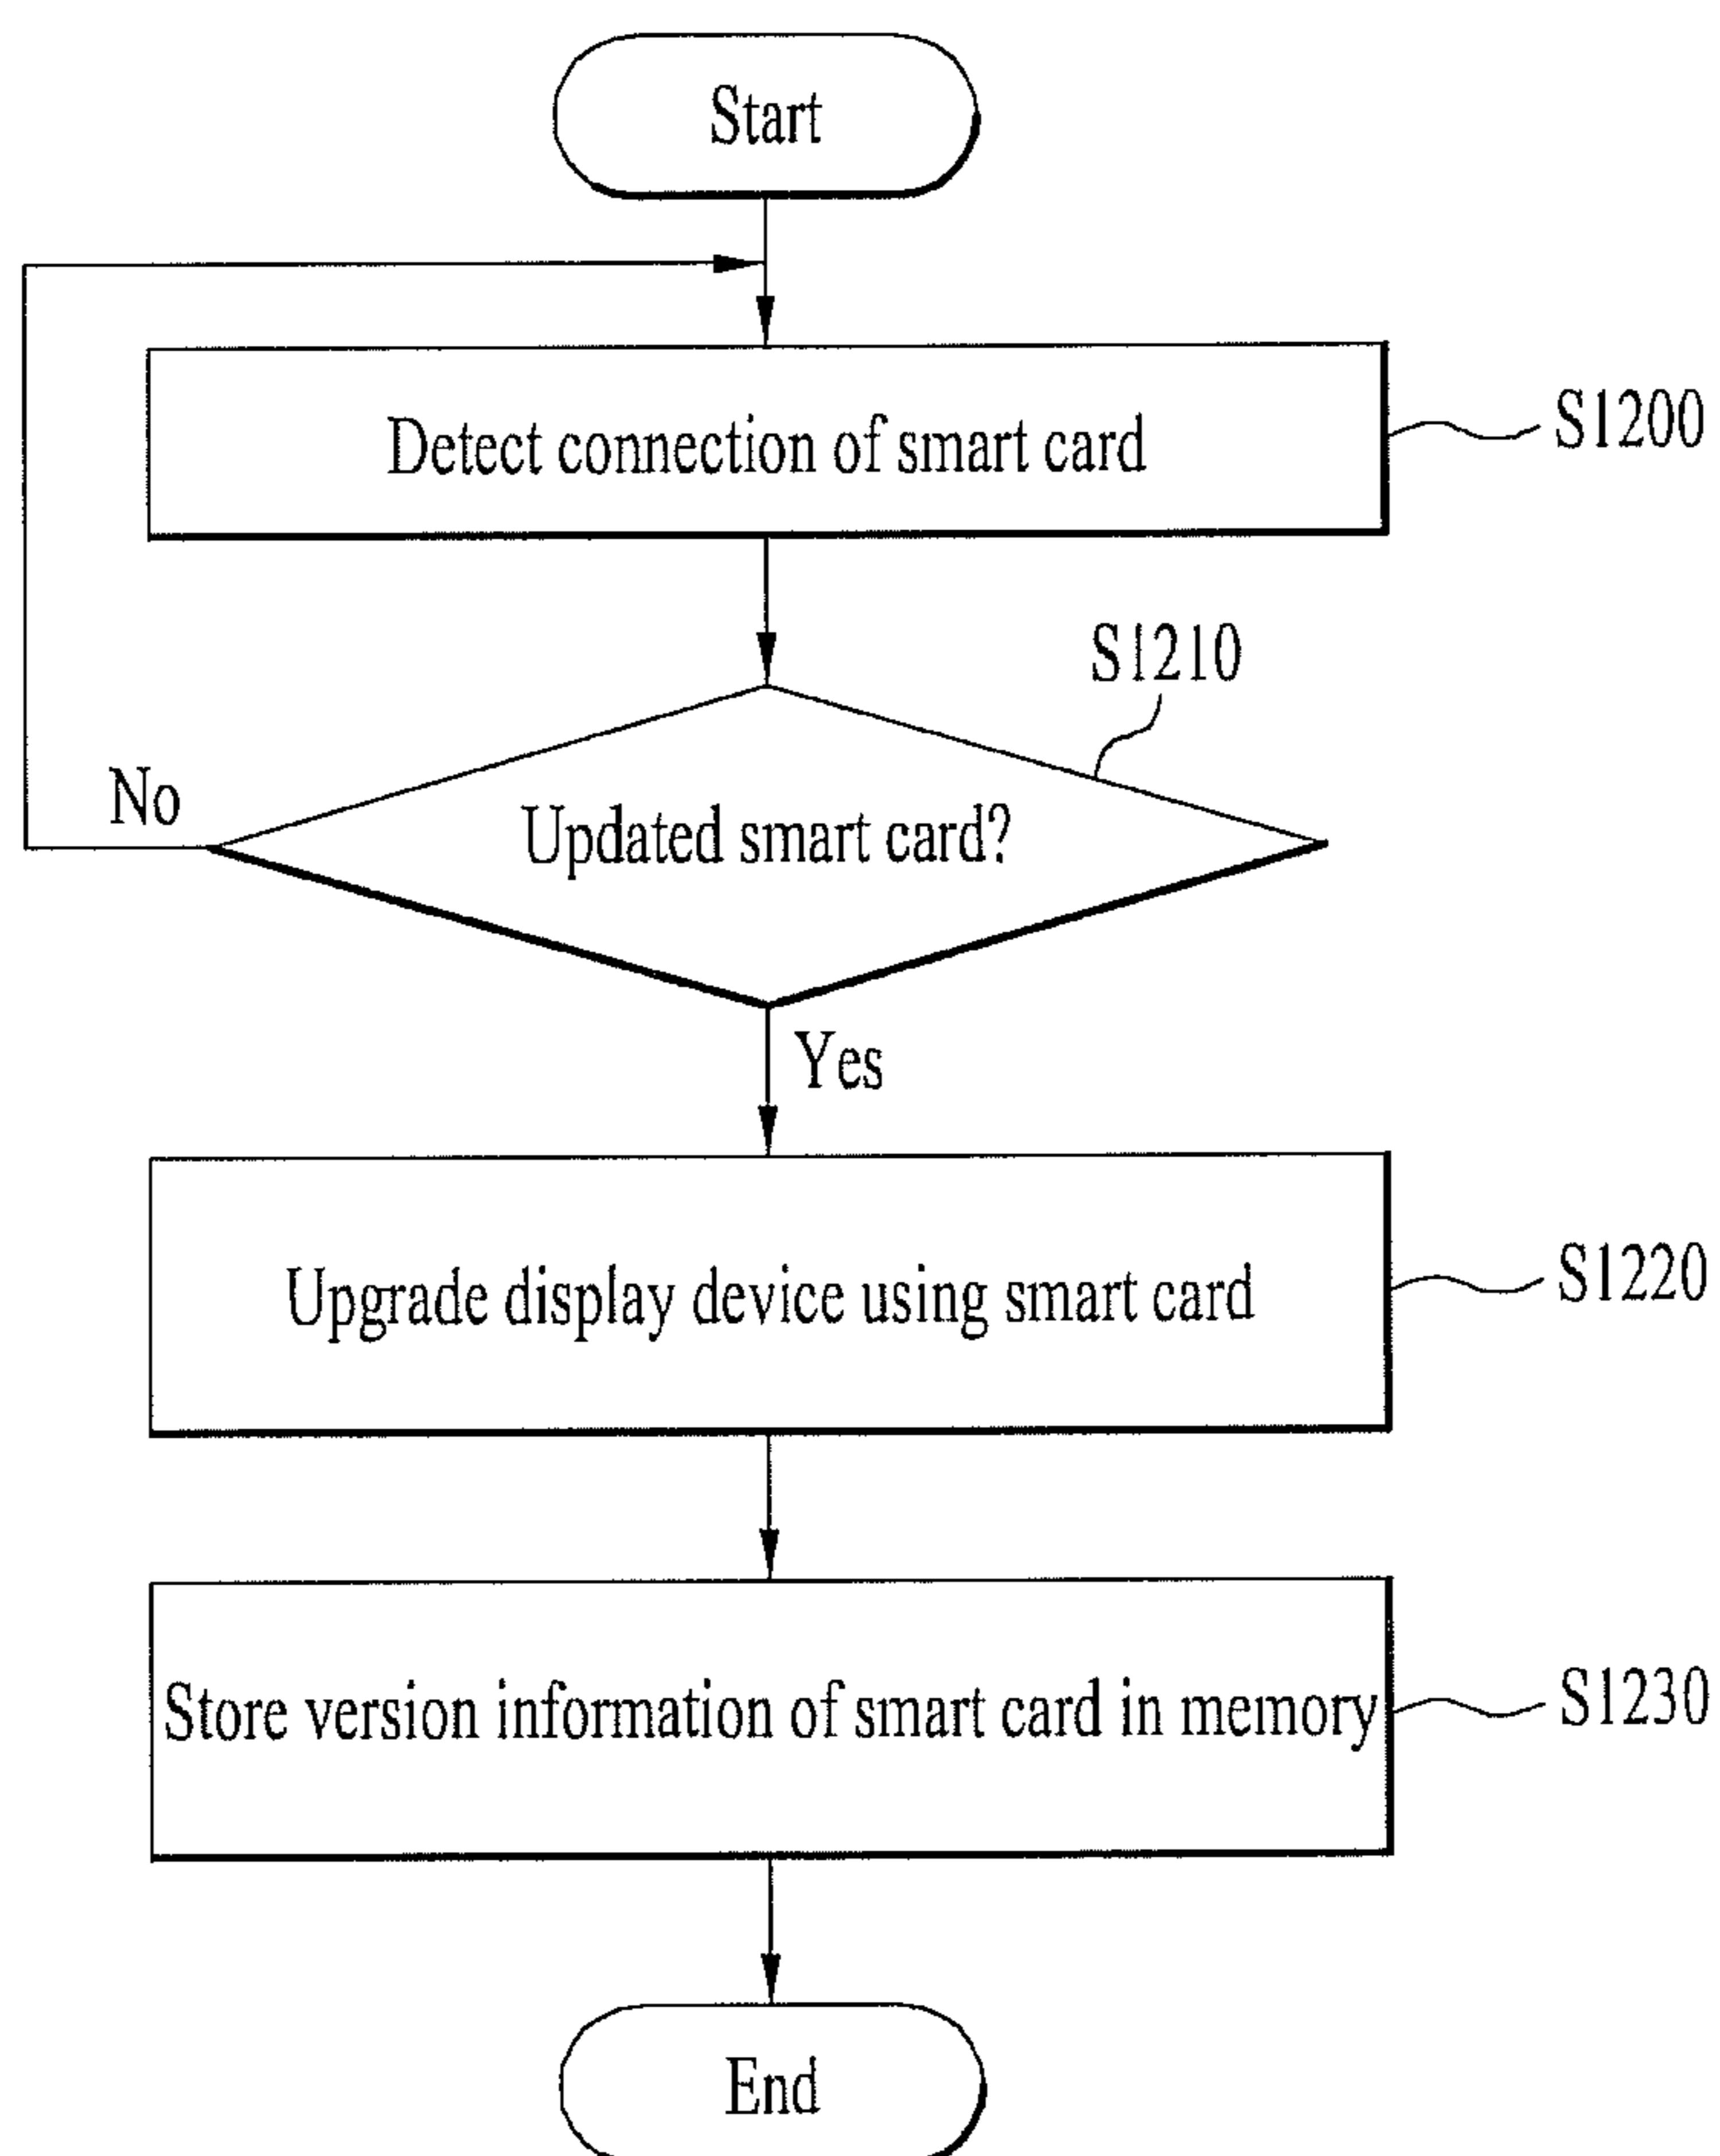 Start
Detect connection of smart card
S1200
S1210
No
Updated smart card?
Yes
Upgrade display device using smart card
S1220
Store version information of smart card in memory
S1230
End